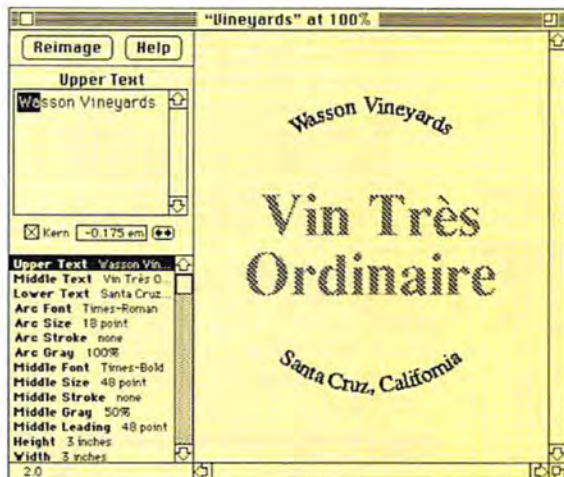 “Vineyards” at 100%
Reimage Help
Upper Text
Wasson Vineyards
Kern -0.175 em
Upper Text Wasson Vin...
Middle Text Vin Très O...
Lower Text Santa Cruz...
Arc Font Times-Roman
Arc Size 18 point
Arc Stroke none
Arc Gray 100%
Middle Font Times-Bold
Middle Size 48 point
Middle Stroke none
Middle Gray 50%
Middle Leading 48 point
Height 3 inches
Width 3 inches
2.0
Wasson Vineyards
Vin Très
Ordinaire
Santa Cruz, California